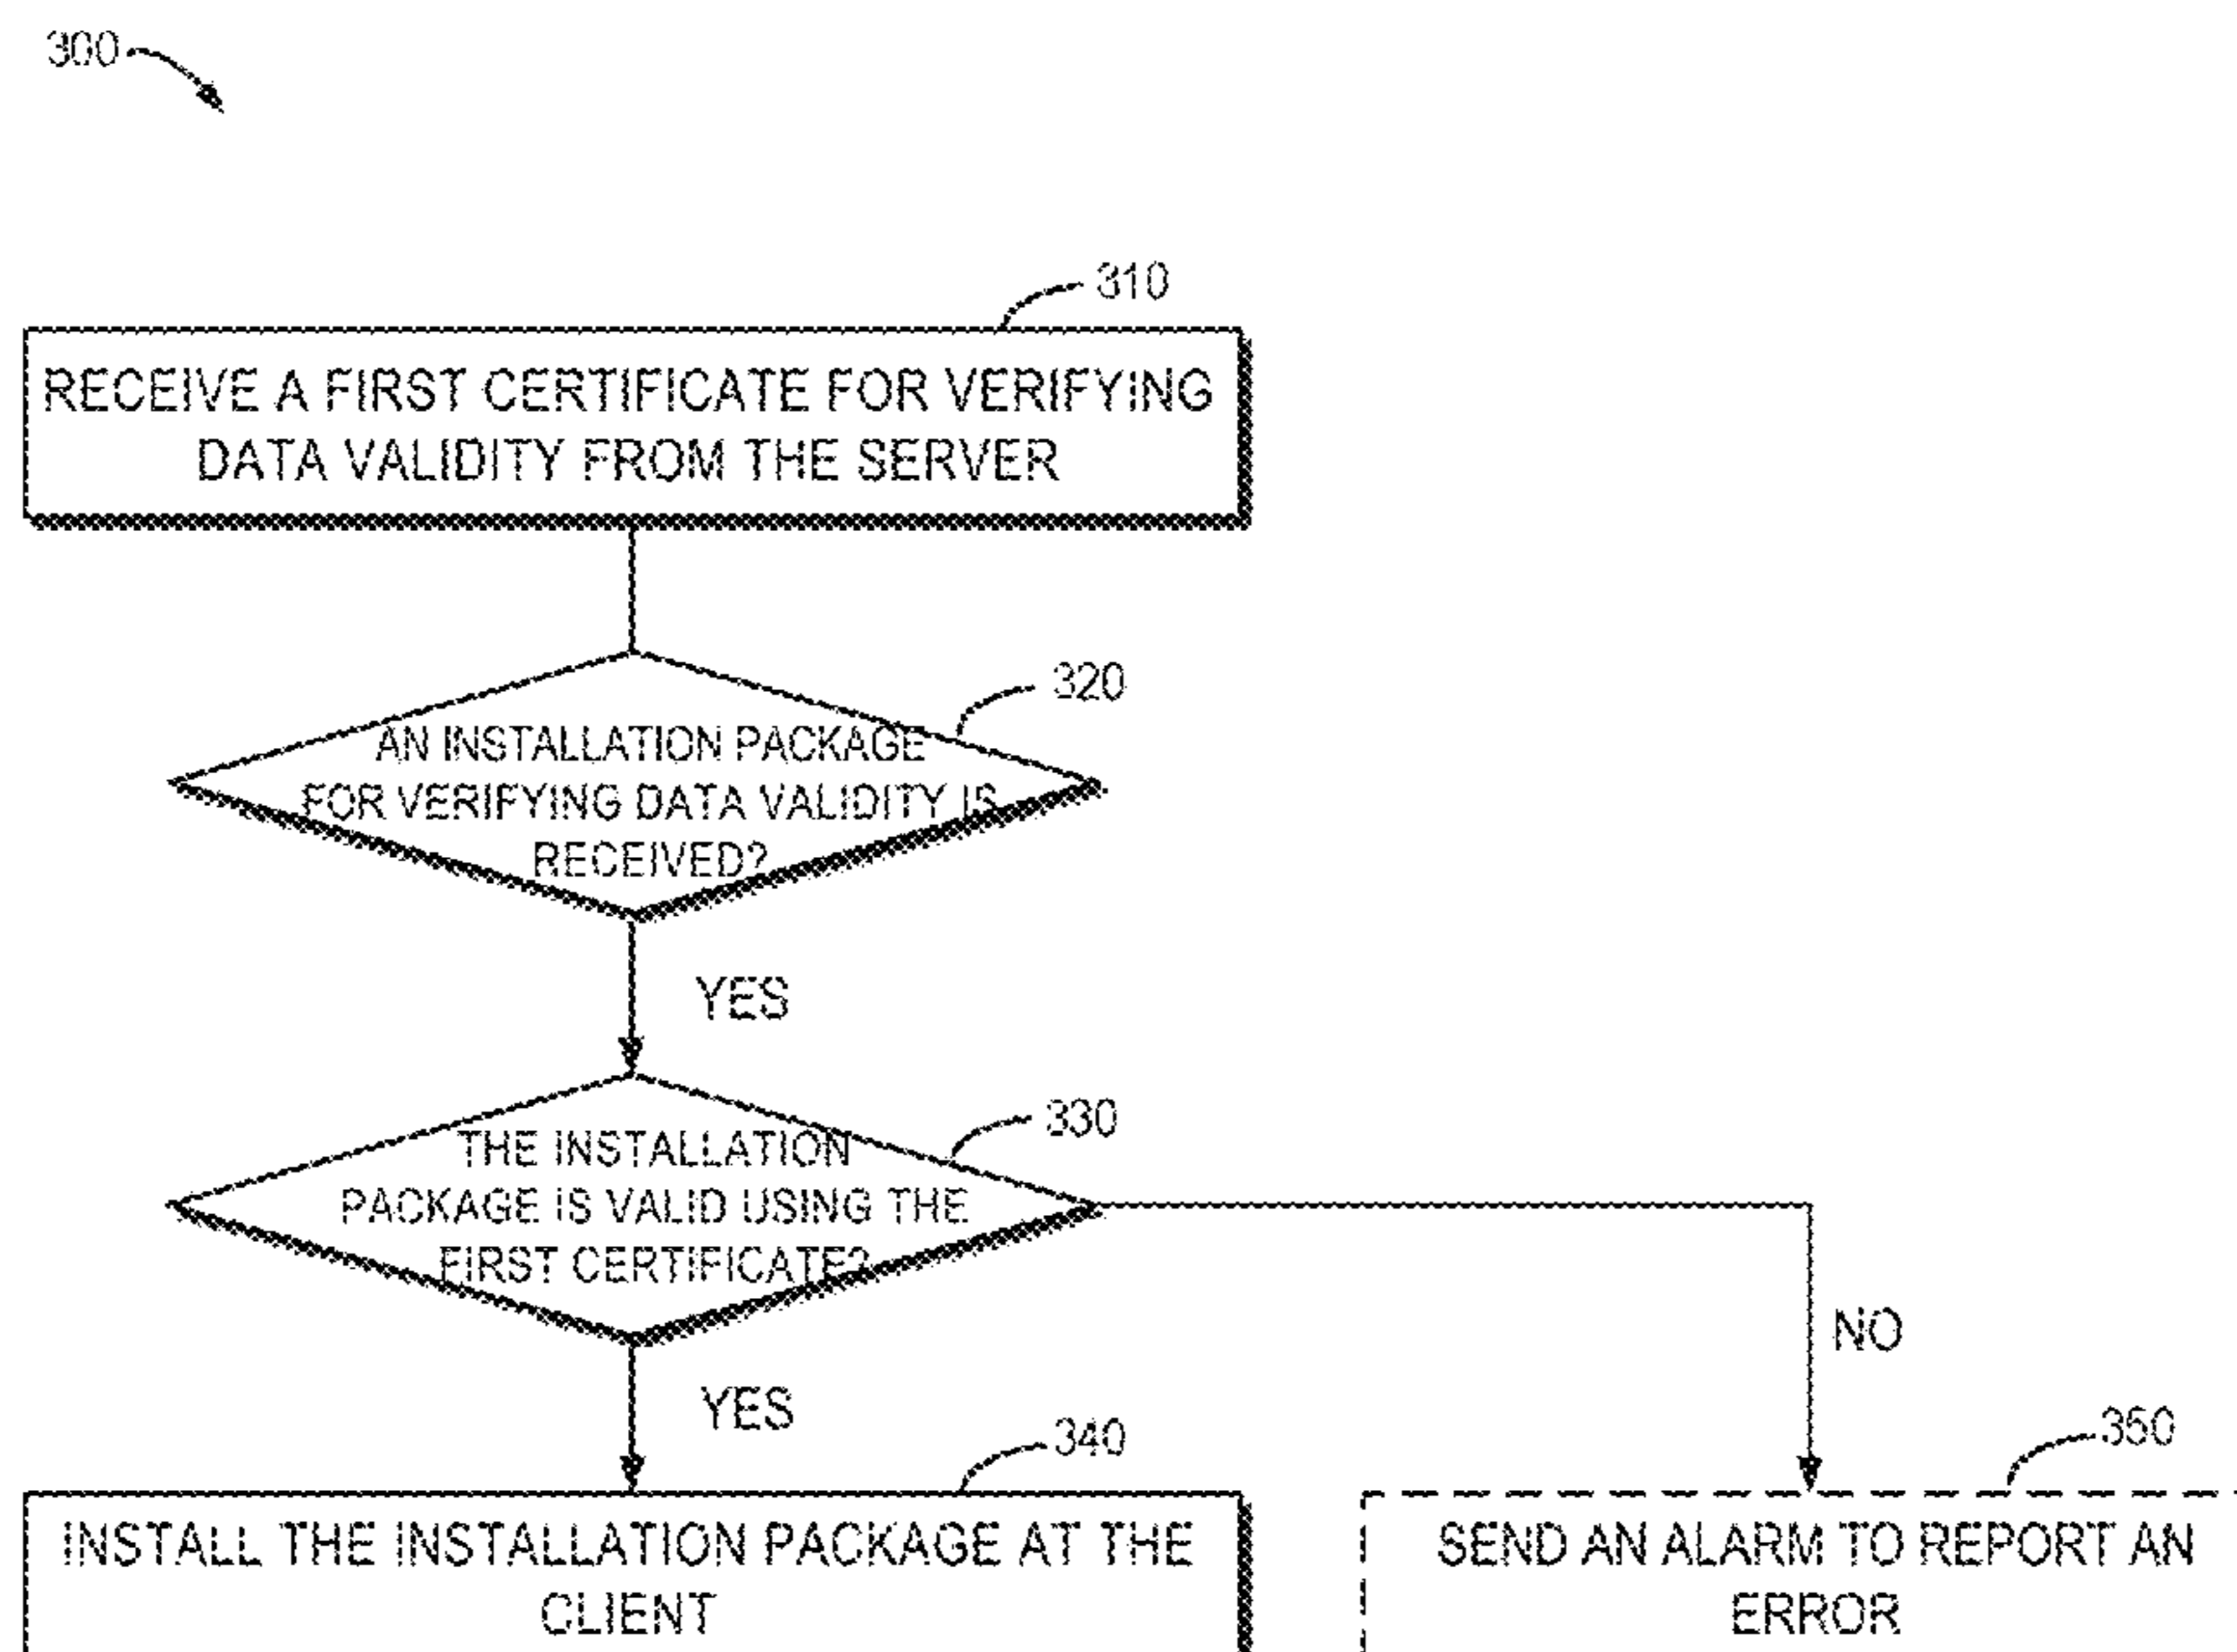 300
310
RECEIVE A FIRST CERTIFICATE FOR VERIFYING
DATA VALIDITY FROM THE SERVER
320
AN INSTALLATION PACKAGE
FOR VERIFYING DATA VALIDITY IS
RECEIVED?
YES
330
THE INSTALLATION
PACKAGE IS VALID USING THE
FIRST CERTIFICATE?
NO
YES
340
350
INSTALL THE INSTALLATION PACKAGE AT THE
CLIENT
SEND AN ALARM TO REPORT AN
ERROR